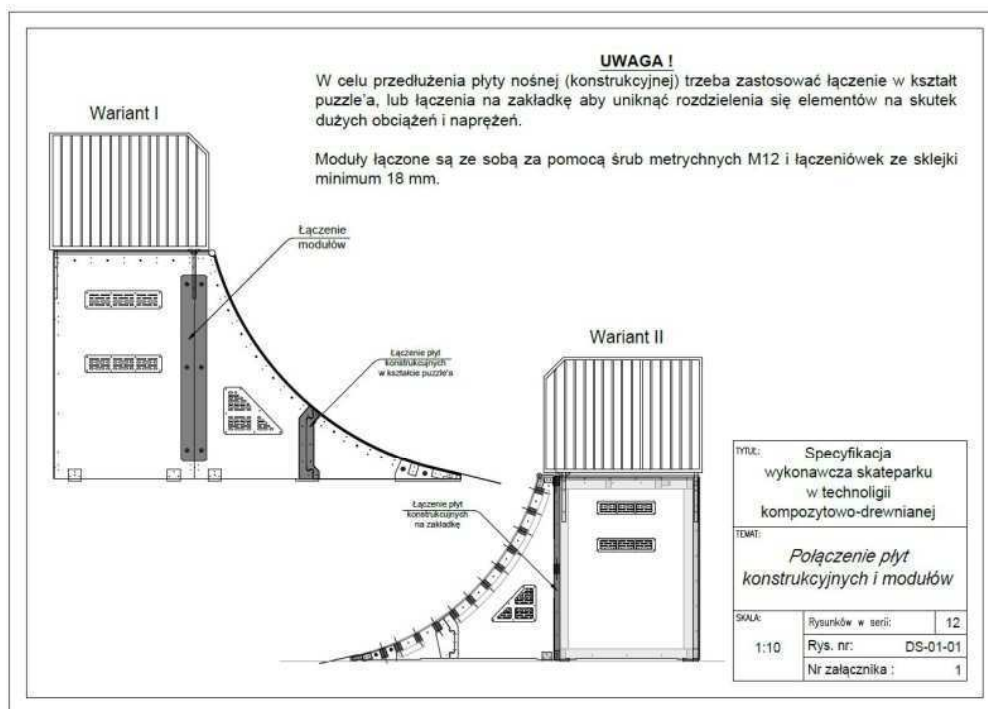 UWAGA !
W celu przedłużenia płyty nośnej (konstrukcyjnej) trzeba zastosować łączenie w kształt
puzzle'a, lub łączenia na zakładkę aby uniknąć rozdzielenia się elementów na skutek
dużych obciążeń i naprężeń.
Moduły łączone są ze sobą za pomocą śrub metrychnych M12 i łączeniówek ze sklejki
minimum 18 mm.
Wariant I
Łączenie
modułów
Łączenie płyt
konstrukcyjnych
w kształcie puzzle'a
Wariant II
Łączenie płyt
konstrukcyjnych
na zakładkę
TYTUŁ:
Specyfikacja
wykonawcza skateparku
w technoligii
kompozytowo-drewnianej
TEMAT:
Połączenie płyt
konstrukcyjnych i modułów
SKALA:
1:10
Rysunków w serii: 12
Rys. nr: DS-01-01
Nr załącznika : 1